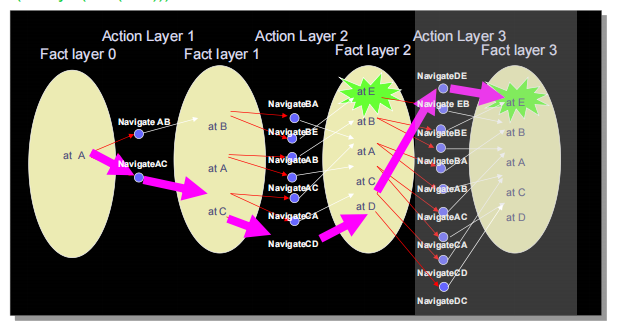 Action Layer 1
Action Layer 2
Action Layer 3
Fact layer 0
Fact layer 1
Fact layer 2
Fact layer 3
at A
Navigate AB
NavigateAC
at B
at A
at C
NavigateBA
NavigateBE
NavigateAB
NavigateAC
NavigateCA
NavigateCD
at E
at B
at A
at C
at D
NavigateDE
Navigate EB
NavigateBE
NavigateBA
NavigateAB
NavigateAC
NavigateCA
NavigateCD
NavigateDC
at E
at B
at A
at C
at D